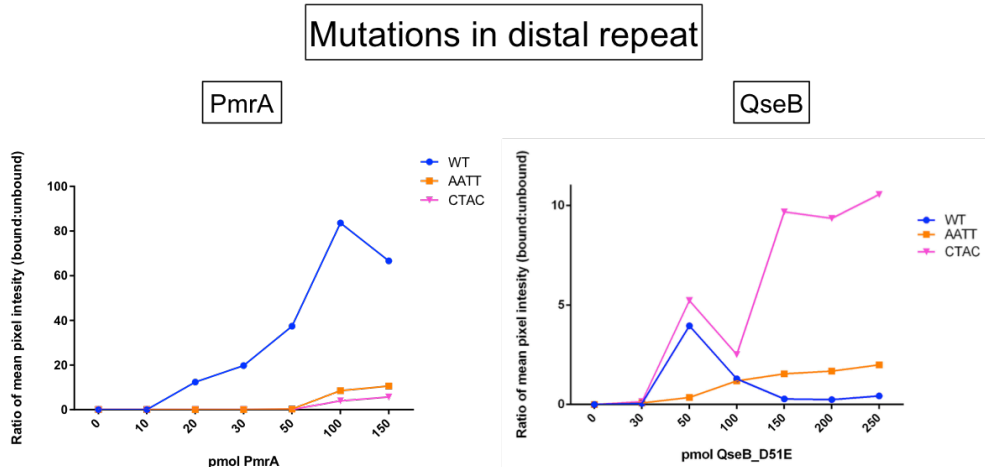 Mutations in distal repeat
PmrA
QseB
Ratio of mean pixel intesity (bound:unbound)
100
80
60
40
20
0
0
10
20
30
50
100
150
pmol PmrA
WT
AATT
CTAC
Ratio of mean pixel intesity (bound:unbound)
10
5
0
0
30
50
100
150
200
250
pmol QseB_D51E
WT
AATT
CTAC